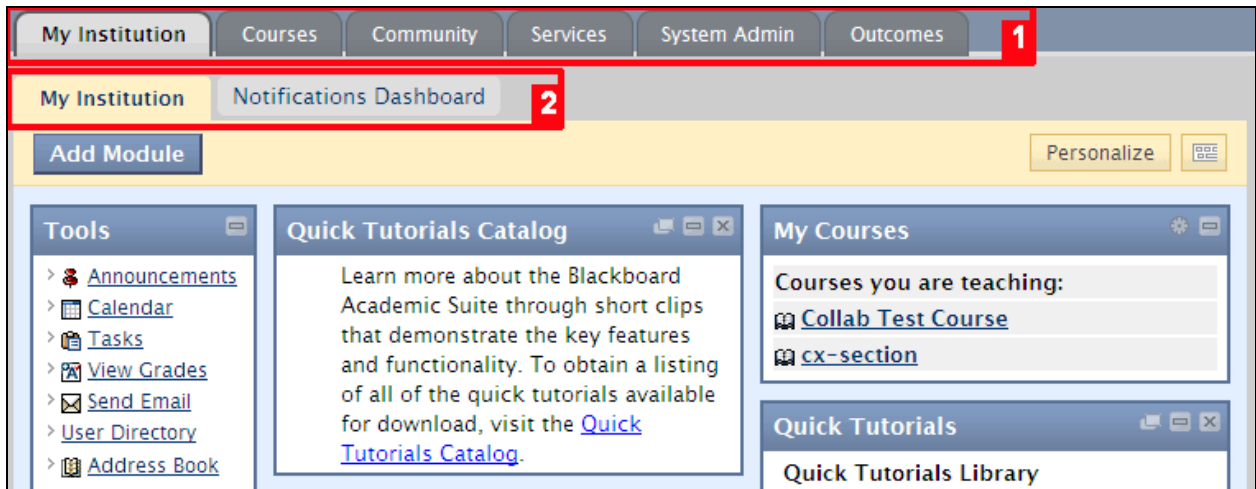 My Institution Courses Community Services System Admin Outcomes 1
My Institution Notifications Dashboard 2
Add Module Personalize
Tools
> Announcements
> Calendar
> Tasks
> View Grades
> Send Email
> User Directory
> Address Book
Quick Tutorials Catalog
Learn more about the Blackboard
Academic Suite through short clips
that demonstrate the key features
and functionality. To obtain a listing
of all of the quick tutorials available
for download, visit the Quick
Tutorials Catalog.
My Courses
Courses you are teaching:
Collab Test Course
cx-section
Quick Tutorials
Quick Tutorials Library